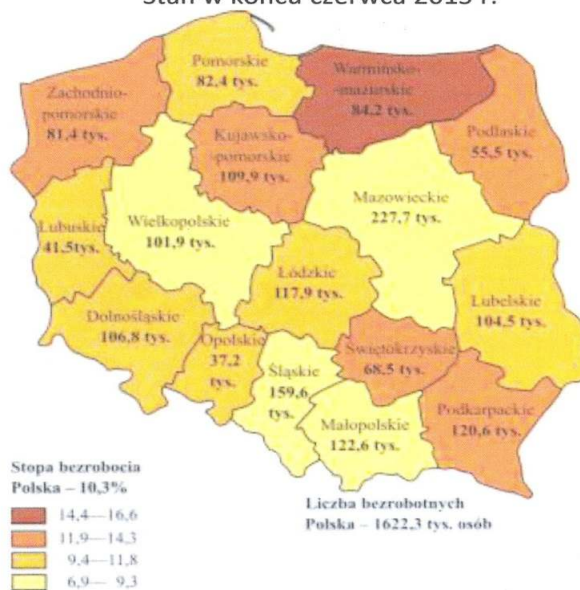 Stan w końcu czerwca 2015 r.
Pomorskie
82,4 tys.
Warmińsko-
-mazurskie
84,2 tys.
Zachodnio-
pomorskie
81,4 tys.
Kujawsko-
-pomorskie
109,9 tys.
Podlaskie
55,5 tys.
Mazowieckie
227,7 tys.
Wielkopolskie
101,9 tys.
Lubuskie
41.5tys.
Łódzkie
117,9 tys.
Lubelskie
104,5 tys.
Dolnośląskie
106,8 tys.
Opolskie
37,2
tys.
Śląskie
159,6
tys.
Świętokrzyskie
68,5 tys.
Małopolskie
122,6 tys.
Podkarpackie
120,6 tys.
Stopa bezrobocia
Polska – 10,3%
14,4—16,6
11,9—14,3
9,4—11,8
6,9— 9,3
Liczba bezrobotnych
Polska – 1622,3 tys. osób